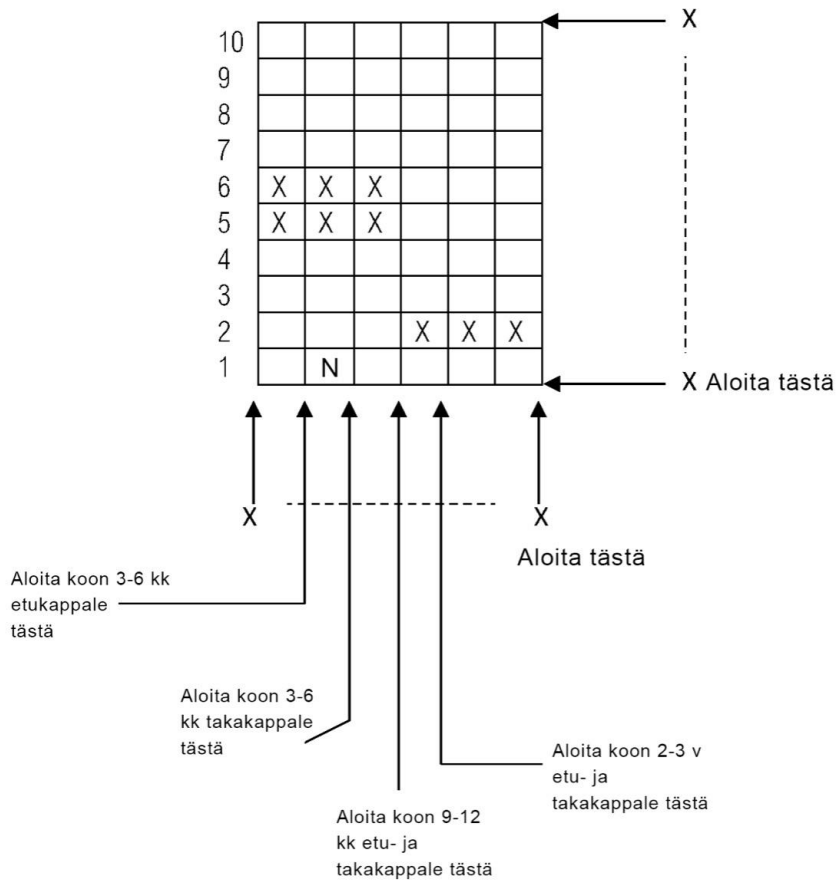 10
X
9
8
7
6 X X X
5 X X X
4
3
2 X X X
1 N
X Aloita tästä
X X
Aloita tästä
Aloita koon 3-6 kk
etukappale
tästä
Aloita koon 3-6
kk takakappale
tästä
Aloita koon 2-3 v
etu- ja
takakappale tästä
Aloita koon 9-12
kk etu- ja
takakappale tästä